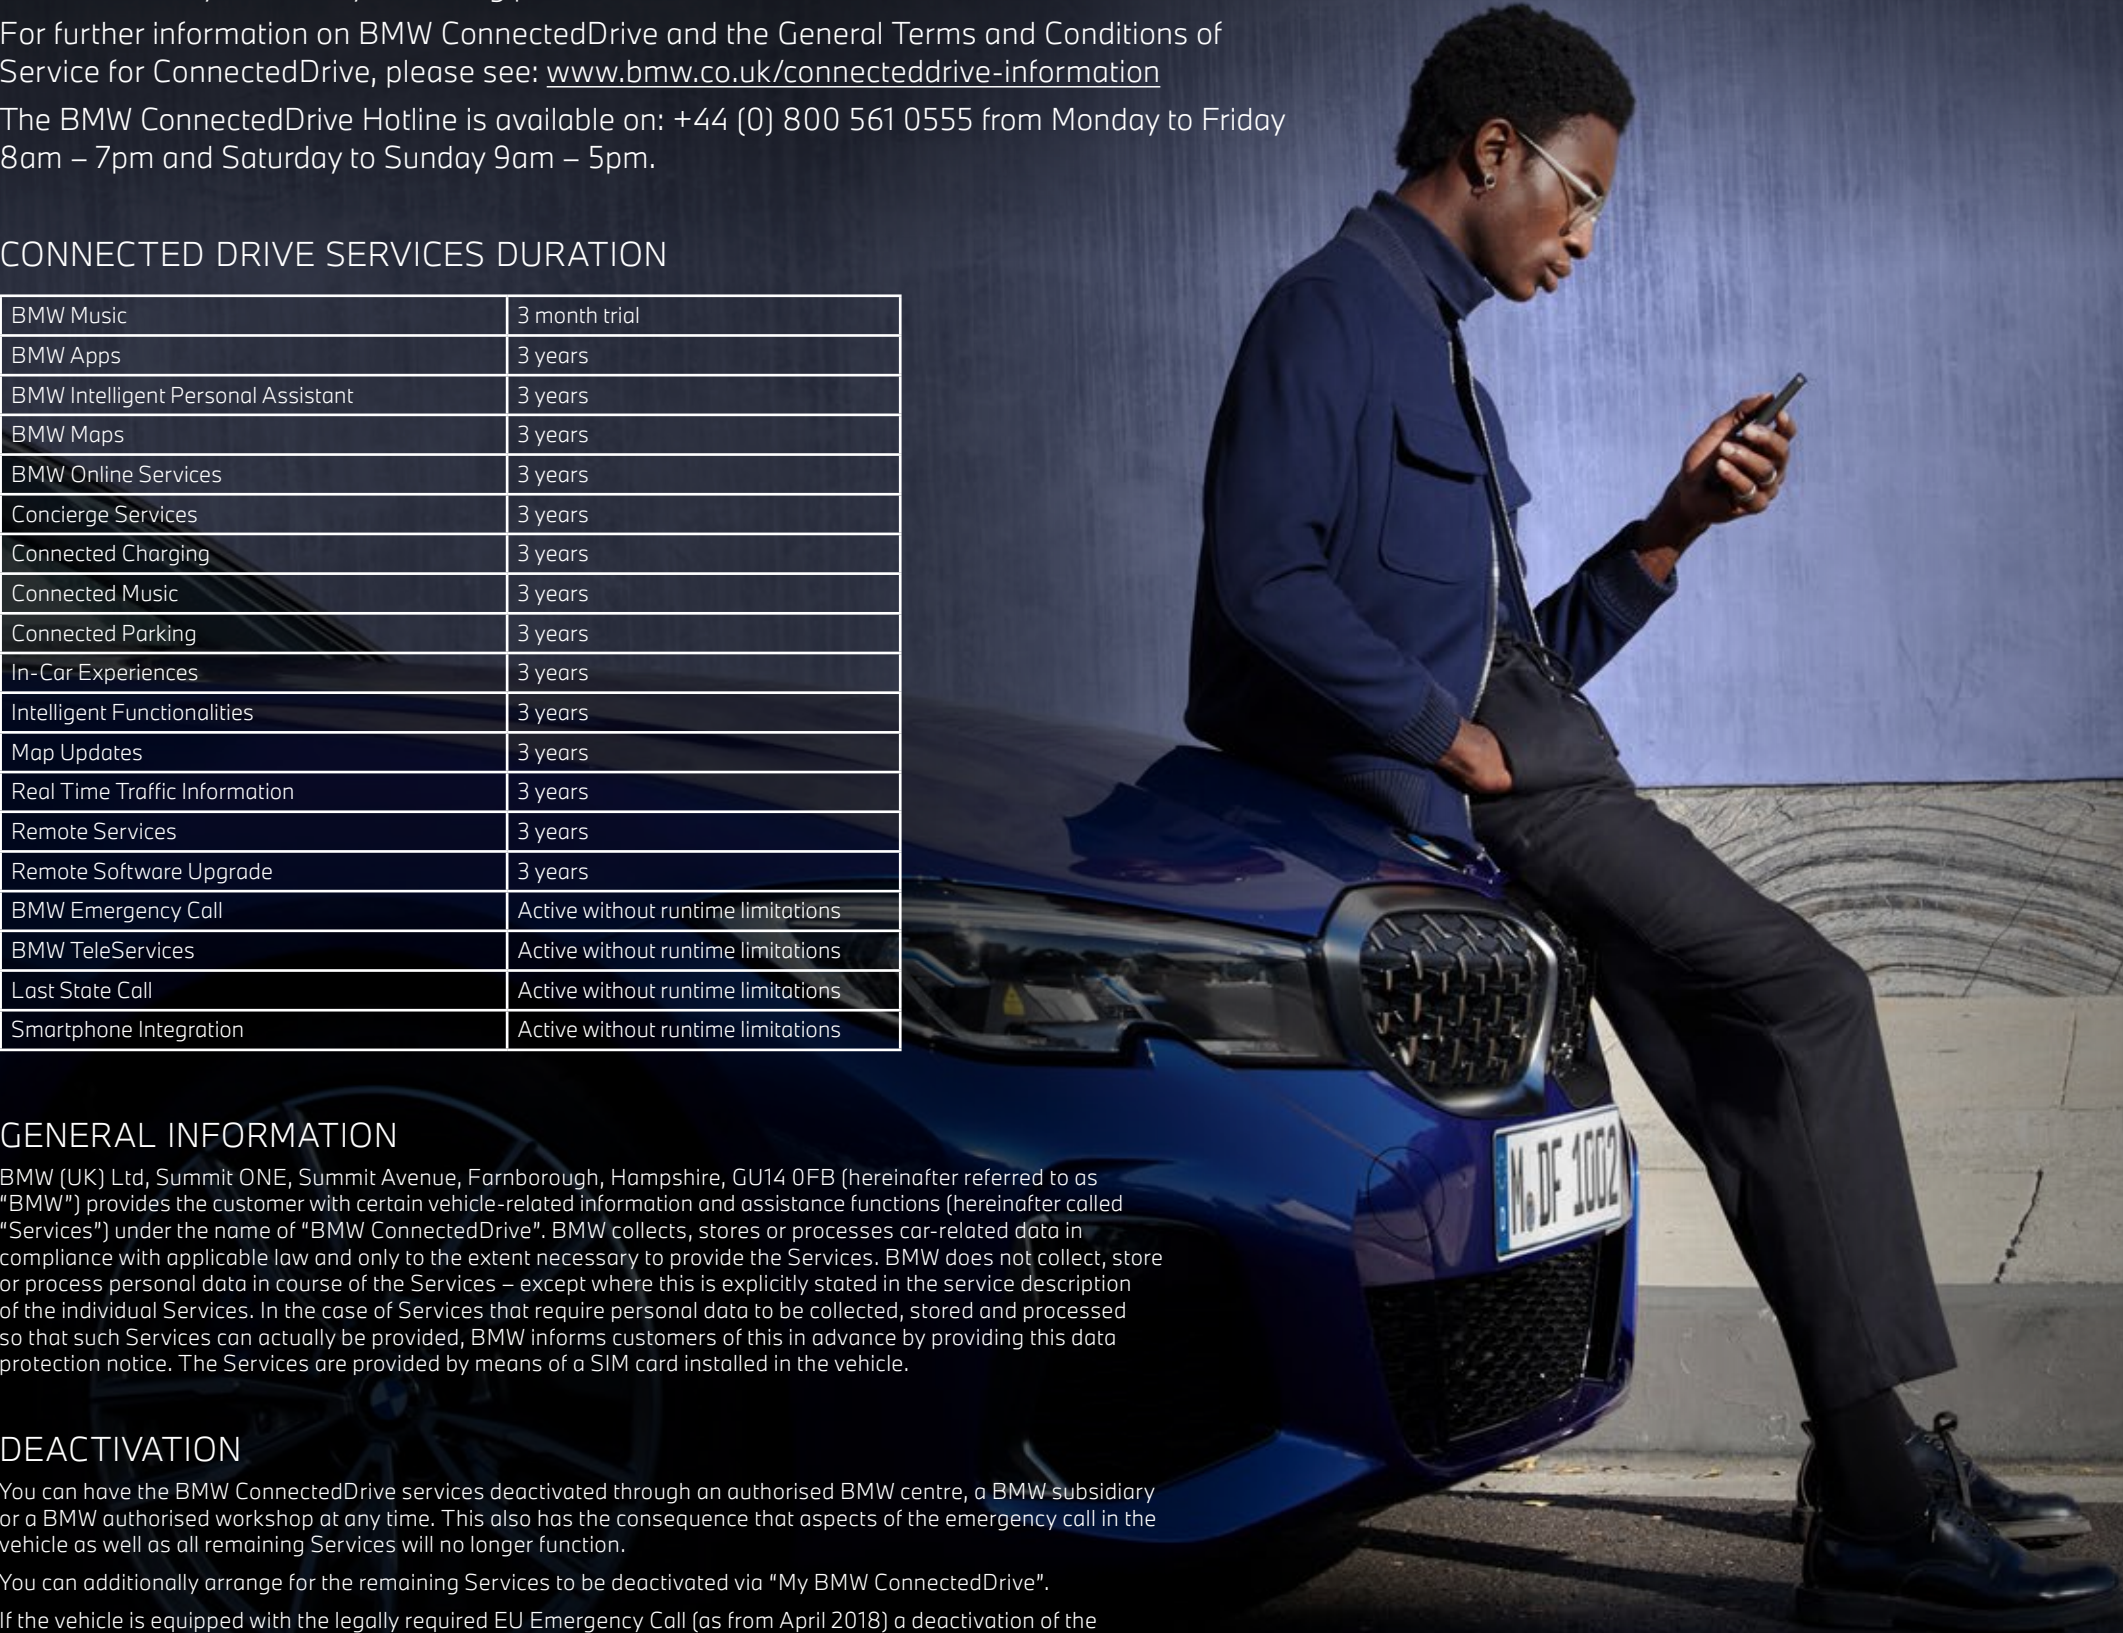 For further information on BMW ConnectedDrive and the General Terms and Conditions of
Service for ConnectedDrive, please see: www.bmw.co.uk/connecteddrive-information
The BMW ConnectedDrive Hotline is available on: +44 (0) 800 561 0555 from Monday to Friday
8am – 7pm and Saturday to Sunday 9am – 5pm.
CONNECTED DRIVE SERVICES DURATION
BMW Music 3 month trial
BMW Apps 3 years
BMW Intelligent Personal Assistant 3 years
BMW Maps 3 years
BMW Online Services 3 years
Concierge Services 3 years
Connected Charging 3 years
Connected Music 3 years
Connected Parking 3 years
In-Car Experiences 3 years
Intelligent Functionalities 3 years
Map Updates 3 years
Real Time Traffic Information 3 years
Remote Services 3 years
Remote Software Upgrade 3 years
BMW Emergency Call Active without runtime limitations
BMW TeleServices Active without runtime limitations
Last State Call Active without runtime limitations
Smartphone Integration Active without runtime limitations
GENERAL INFORMATION
BMW (UK) Ltd, Summit ONE, Summit Avenue, Farnborough, Hampshire, GU14 0FB (hereinafter referred to as
“BMW”) provides the customer with certain vehicle-related information and assistance functions (hereinafter called
“Services”) under the name of “BMW ConnectedDrive”. BMW collects, stores or processes car-related data in
compliance with applicable law and only to the extent necessary to provide the Services. BMW does not collect, store
or process personal data in course of the Services – except where this is explicitly stated in the service description
of the individual Services. In the case of Services that require personal data to be collected, stored and processed
so that such Services can actually be provided, BMW informs customers of this in advance by providing this data
protection notice. The Services are provided by means of a SIM card installed in the vehicle.
DEACTIVATION
You can have the BMW ConnectedDrive services deactivated through an authorised BMW centre, a BMW subsidiary
or a BMW authorised workshop at any time. This also has the consequence that aspects of the emergency call in the
vehicle as well as all remaining Services will no longer function.
You can additionally arrange for the remaining Services to be deactivated via “My BMW ConnectedDrive”.
If the vehicle is equipped with the legally required EU Emergency Call (as from April 2018) a deactivation of the
M DF 1002